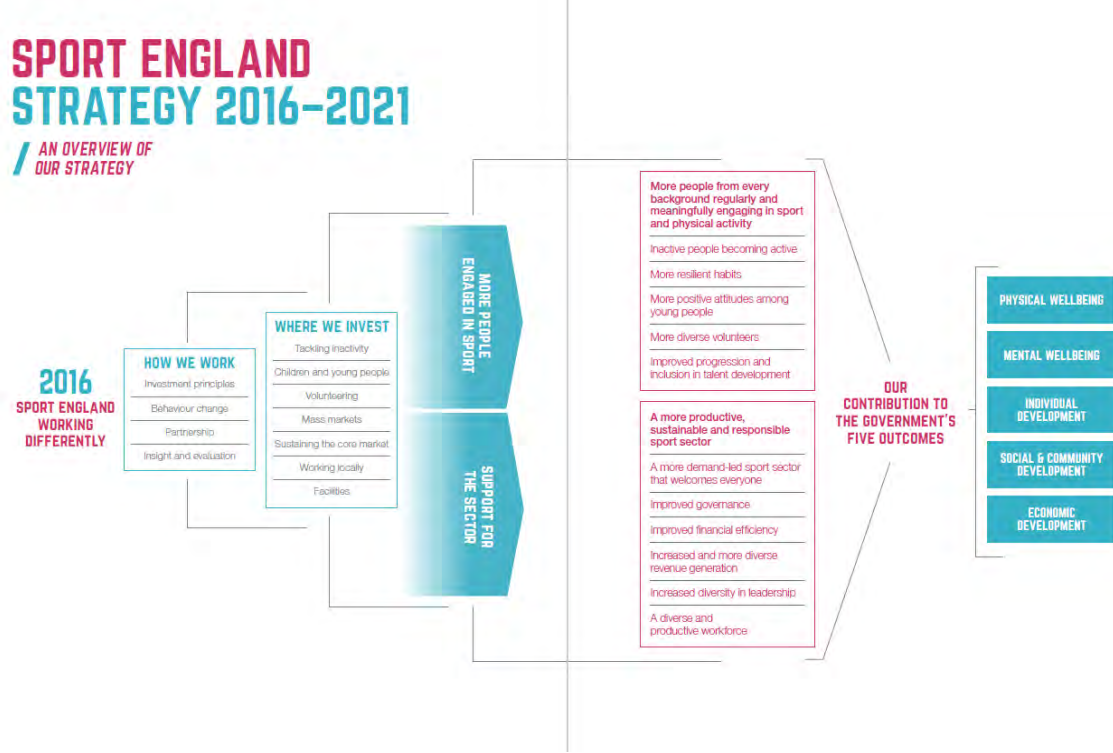 SPORT ENGLAND
STRATEGY 2016–2021
/ AN OVERVIEW OF
OUR STRATEGY
2016
SPORT ENGLAND
WORKING
DIFFERENTLY
HOW WE WORK
Investment principles
Behaviour change
Partnership
Insight and evaluation
WHERE WE INVEST
Tackling inactivity
Children and young people
Volunteering
Mass markets
Sustaining the core market
Working locally
Facilities
MORE PEOPLE
ENGAGED IN SPORT
SUPPORT FOR
THE SECTOR
More people from every
background regularly and
meaningfully engaging in sport
and physical activity
Inactive people becoming active
More resilient habits
More positive attitudes among
young people
More diverse volunteers
Improved progression and
inclusion in talent development
A more productive,
sustainable and responsible
sport sector
A more demand-led sport sector
that welcomes everyone
Improved governance
Improved financial efficiency
Increased and more diverse
revenue generation
Increased diversity in leadership
A diverse and
productive workforce
OUR
CONTRIBUTION TO
THE GOVERNMENT'S
FIVE OUTCOMES
PHYSICAL WELLBEING
MENTAL WELLBEING
INDIVIDUAL
DEVELOPMENT
SOCIAL & COMMUNITY
DEVELOPMENT
ECONOMIC
DEVELOPMENT